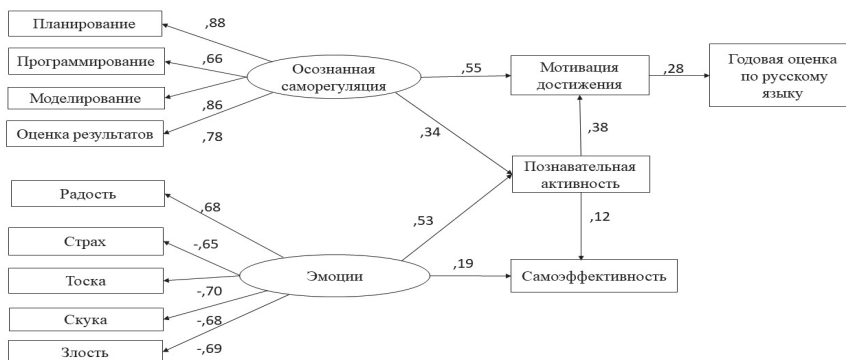 Планирование
,88
Программирование
,66
Моделирование
,86
Оценка результатов
,78
Осознанная
саморегуляция
,55
,34
Мотивация
достижения
,28
Годовая оценка
по русскому
языку
,38
Познавательная
активность
,12
Радость
,68
Страх
-,65
Тоска
-,70
Скука
-,68
Злость
-,69
Эмоции
,53
,19
Самоэффективность